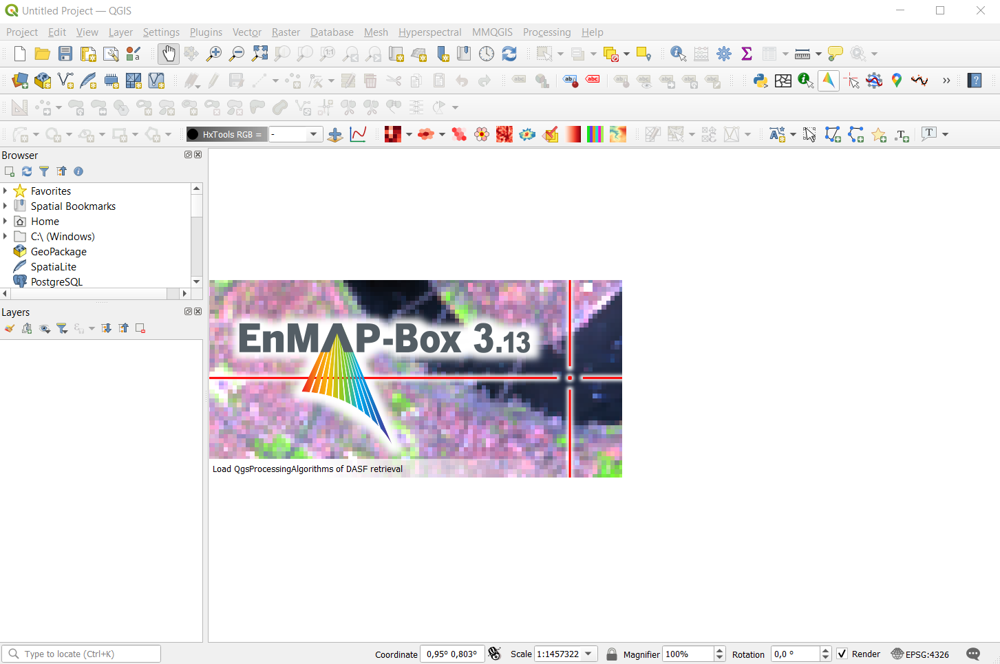 Untitled Project — QGIS
Project Edit View Layer Settings Plugins Vector Raster Database Mesh Hyperspectral MMQGIS Processing Help
HxTools RGB = -
Browser
Favorites
Spatial Bookmarks
Home
C:\ (Windows)
GeoPackage
SpatiaLite
PostgreSQL
Layers
EnMAP-Box 3.13
Load QgsProcessingAlgorithms of DASF retrieval
Type to locate (Ctrl+K) Coordinate 0,95° 0,803° Scale 1:1457322 Magnifier 100% Rotation 0,0 ° Render EPSG:4326